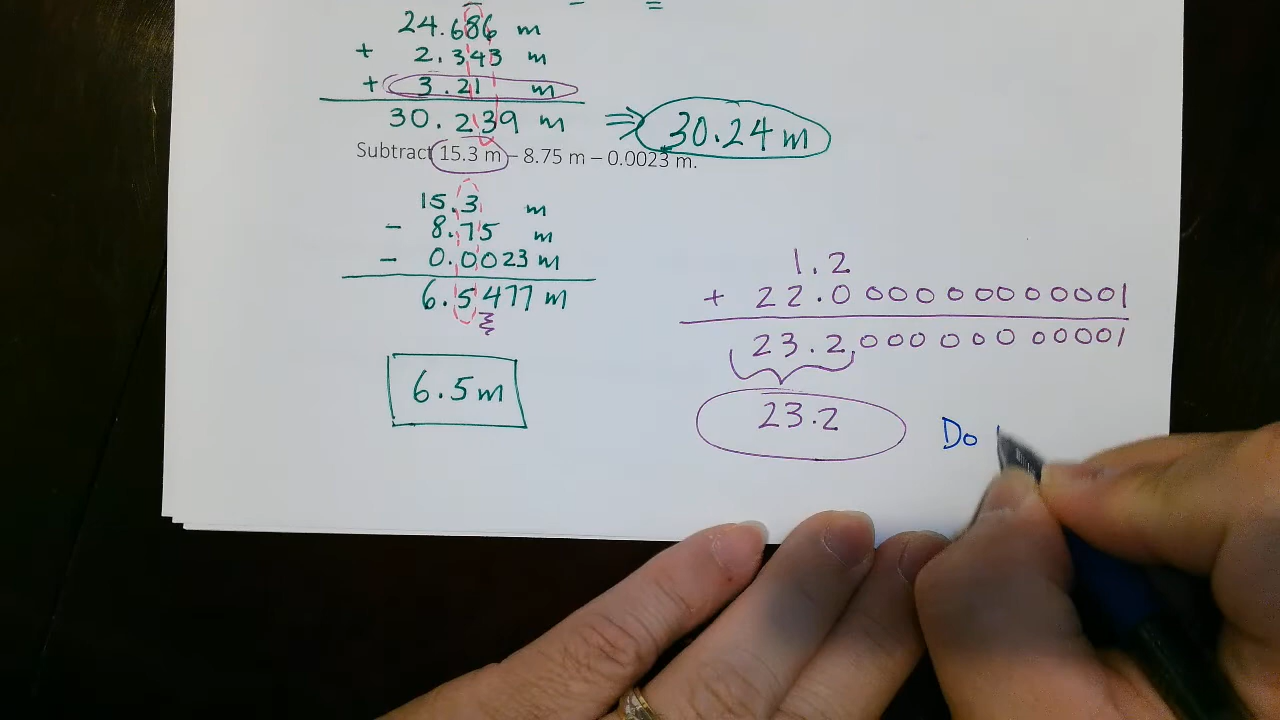 24.686 m
+ 2.343 m
+ 3.21 m
30.239 m ⇒ 30.24 m
Subtract 15.3 m – 8.75 m – 0.0023 m.
15.3 m
- 8.75 m
- 0.0023 m
6.5477 m
6.5 m
1.2
+ 22.000000000001
23.200000000001
23.2
Do